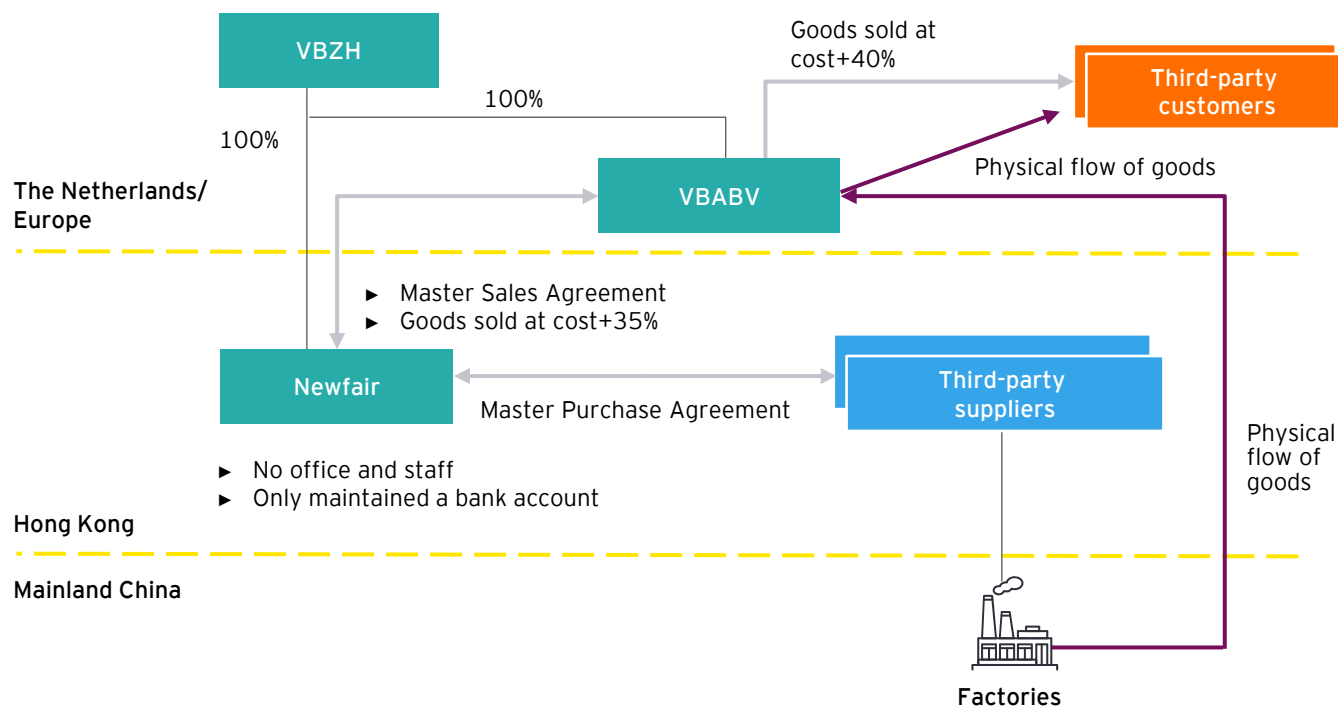 VBZH
Goods sold at
cost+40%
Third-party
customers
100%
100%
Physical flow of goods
The Netherlands/
Europe
VBABV
► Master Sales Agreement
► Goods sold at cost+35%
Newfair
Third-party
suppliers
Master Purchase Agreement
Physical
flow of
goods
► No office and staff
► Only maintained a bank account
Hong Kong
Mainland China
Factories